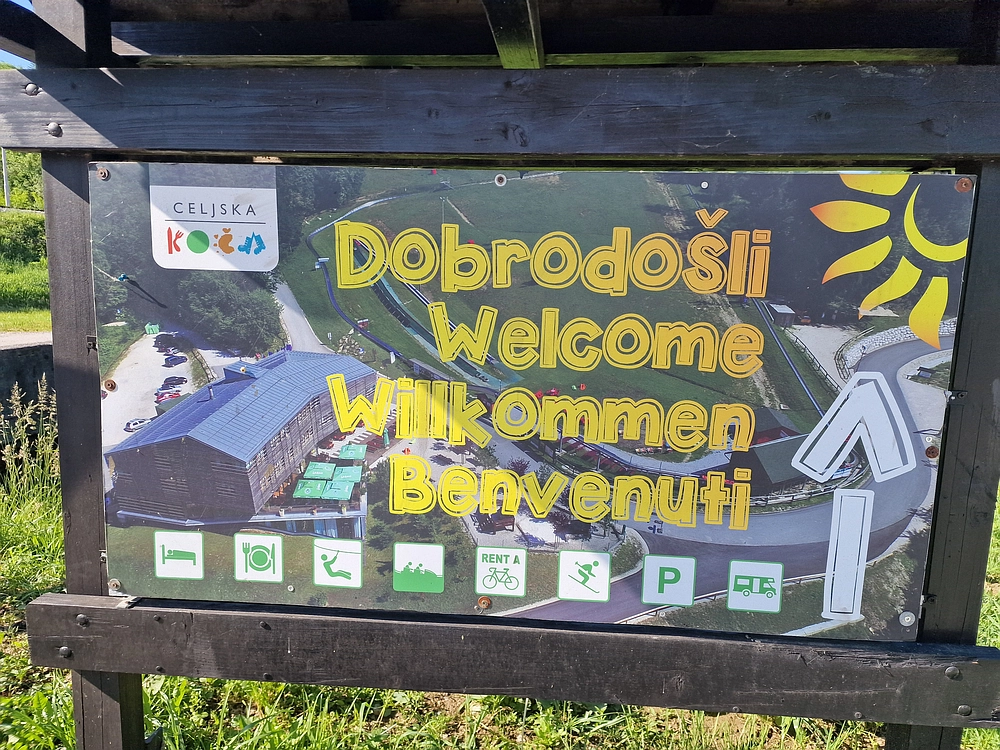 CELJSKA
KOČA
Dobrodošli
Welcome
Willkommen
Benvenuti
RENT A
P